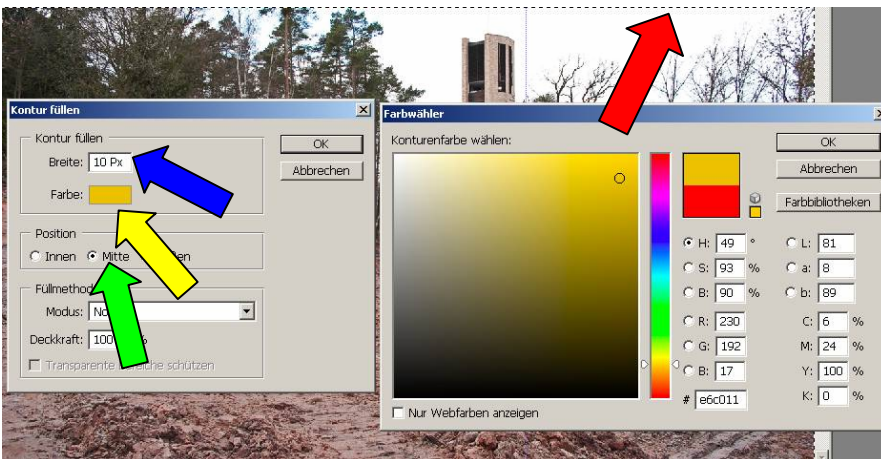 Kontur füllen
Kontur füllen
Breite: 10 Px
Farbe:
OK
Abbrechen
Position
Innen Mitte
Füllmethod
Modus: No
Deckkraft: 100 %
Transparente Bereiche schützen
Farbwähler
Konturenfarbe wählen:
OK
Abbrechen
Farbbibliotheken
H: 49 ° L: 81
S: 93 % a: 8
B: 90 % b: 89
R: 230 C: 6 %
G: 192 M: 24 %
B: 17 Y: 100 %
# e6c011 K: 0 %
Nur Webfarben anzeigen